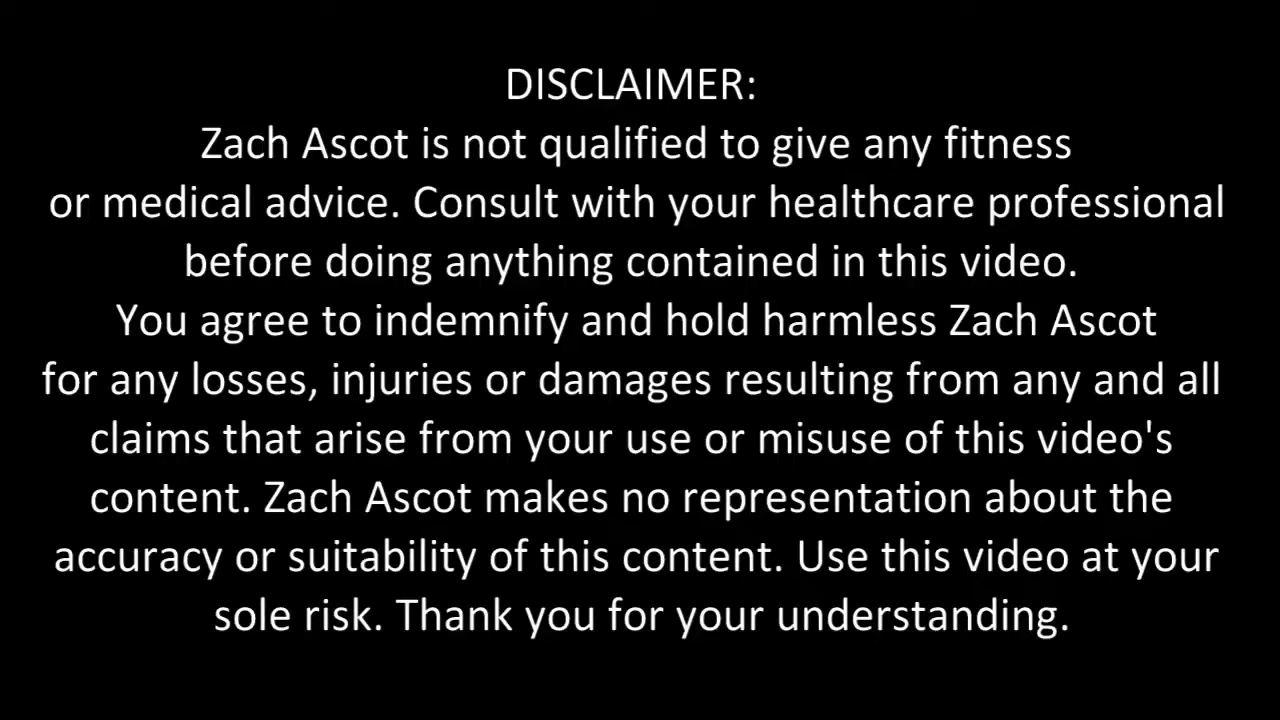 DISCLAIMER:
Zach Ascot is not qualified to give any fitness
or medical advice. Consult with your healthcare professional
before doing anything contained in this video.
You agree to indemnify and hold harmless Zach Ascot
for any losses, injuries or damages resulting from any and all
claims that arise from your use or misuse of this video's
content. Zach Ascot makes no representation about the
accuracy or suitability of this content. Use this video at your
sole risk. Thank you for your understanding.